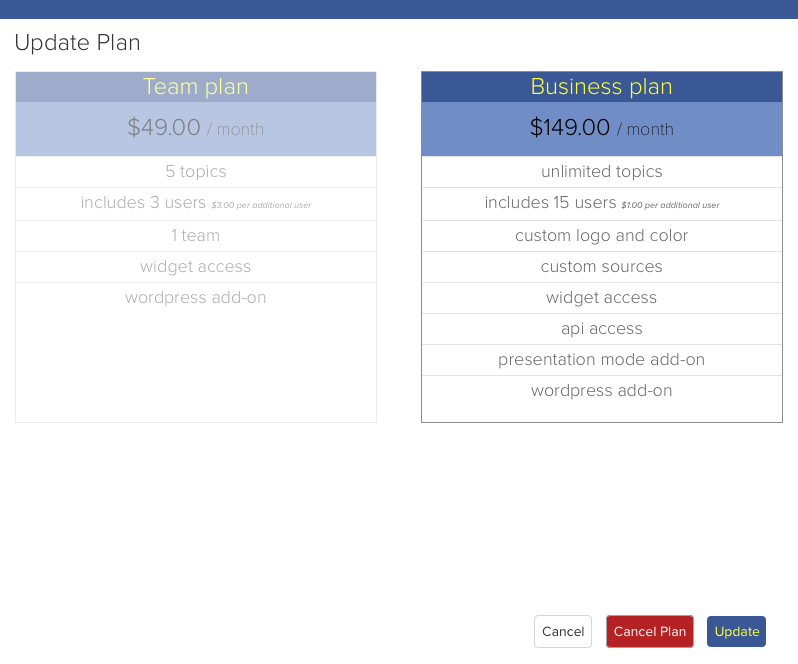 Update Plan
Team plan
$49.00 / month
5 topics
includes 3 users $3.00 per additional user
1 team
widget access
wordpress add-on
Business plan
$149.00 / month
unlimited topics
includes 15 users $1.00 per additional user
custom logo and color
custom sources
widget access
api access
presentation mode add-on
wordpress add-on
Cancel
Cancel Plan
Update